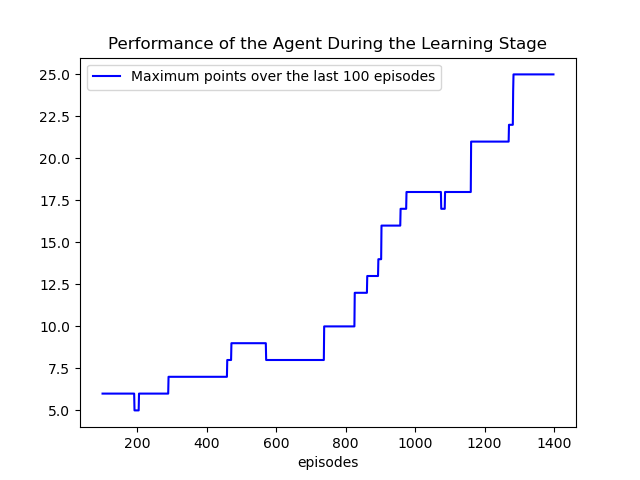 Performance of the Agent During the Learning Stage
Maximum points over the last 100 episodes
25.0
22.5
20.0
17.5
15.0
12.5
10.0
7.5
5.0
200 400 600 800 1000 1200 1400
episodes